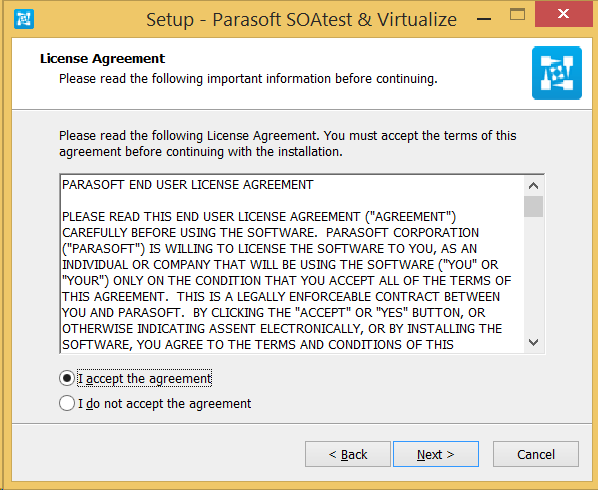 Setup - Parasoft SOAtest & Virtualize
License Agreement
Please read the following important information before continuing.
Please read the following License Agreement. You must accept the terms of this
agreement before continuing with the installation.
PARASOFT END USER LICENSE AGREEMENT
PLEASE READ THIS END USER LICENSE AGREEMENT ("AGREEMENT")
CAREFULLY BEFORE USING THE SOFTWARE.  PARASOFT CORPORATION
("PARASOFT") IS WILLING TO LICENSE THE SOFTWARE TO YOU, AS AN
INDIVIDUAL OR COMPANY THAT WILL BE USING THE SOFTWARE ("YOU" OR
"YOUR") ONLY ON THE CONDITION THAT YOU ACCEPT ALL OF THE TERMS OF
THIS AGREEMENT.  THIS IS A LEGALLY ENFORCEABLE CONTRACT BETWEEN
YOU AND PARASOFT.  BY CLICKING THE "ACCEPT" OR "YES" BUTTON, OR
OTHERWISE INDICATING ASSENT ELECTRONICALLY, OR BY INSTALLING THE
SOFTWARE, YOU AGREE TO THE TERMS AND CONDITIONS OF THIS
I accept the agreement
I do not accept the agreement
< Back Next > Cancel